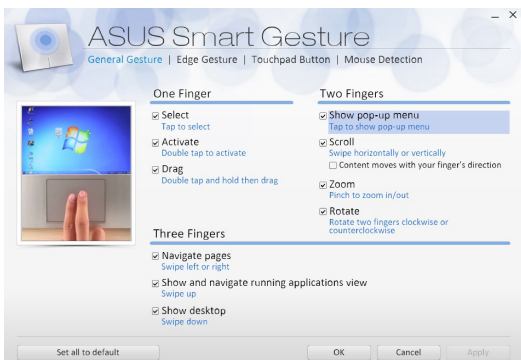 ASUS Smart Gesture
General Gesture | Edge Gesture | Touchpad Button | Mouse Detection
One Finger
Select
Tap to select
Activate
Double tap to activate
Drag
Double tap and hold then drag
Two Fingers
Show pop-up menu
Tap to show pop-up menu
Scroll
Swipe horizontally or vertically
Content moves with your finger's direction
Zoom
Pinch to zoom in/out
Rotate
Rotate two fingers clockwise or
counterclockwise
Three Fingers
Navigate pages
Swipe left or right
Show and navigate running applications view
Swipe up
Show desktop
Swipe down
Set all to default
OK
Cancel
Apply